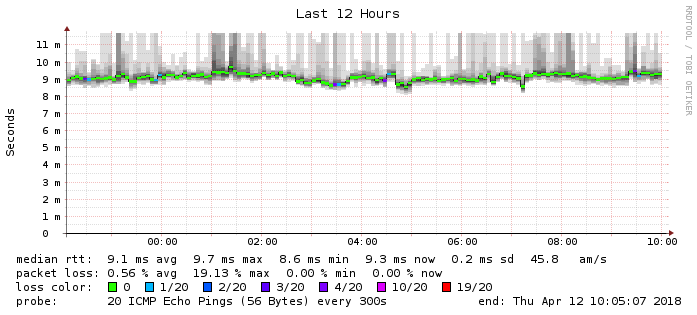 Last 12 Hours
RRDTOOL / TOBI OETIKER
Seconds
11 m
10 m
9 m
8 m
7 m
6 m
5 m
4 m
3 m
2 m
1 m
0
00:00 02:00 04:00 06:00 08:00 10:00
median rtt: 9.1 ms avg 9.7 ms max 8.6 ms min 9.3 ms now 0.2 ms sd 45.8 am/s
packet loss: 0.56 % avg 19.13 % max 0.00 % min 0.00 % now
loss color: 0 1/20 2/20 3/20 4/20 10/20 19/20
probe: 20 ICMP Echo Pings (56 Bytes) every 300s end: Thu Apr 12 10:05:07 2018